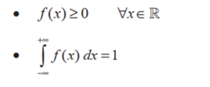 • f(x) ≥ 0 ∀x ∈ ℝ
• ∫_{-∞}^{+∞} f(x) dx = 1